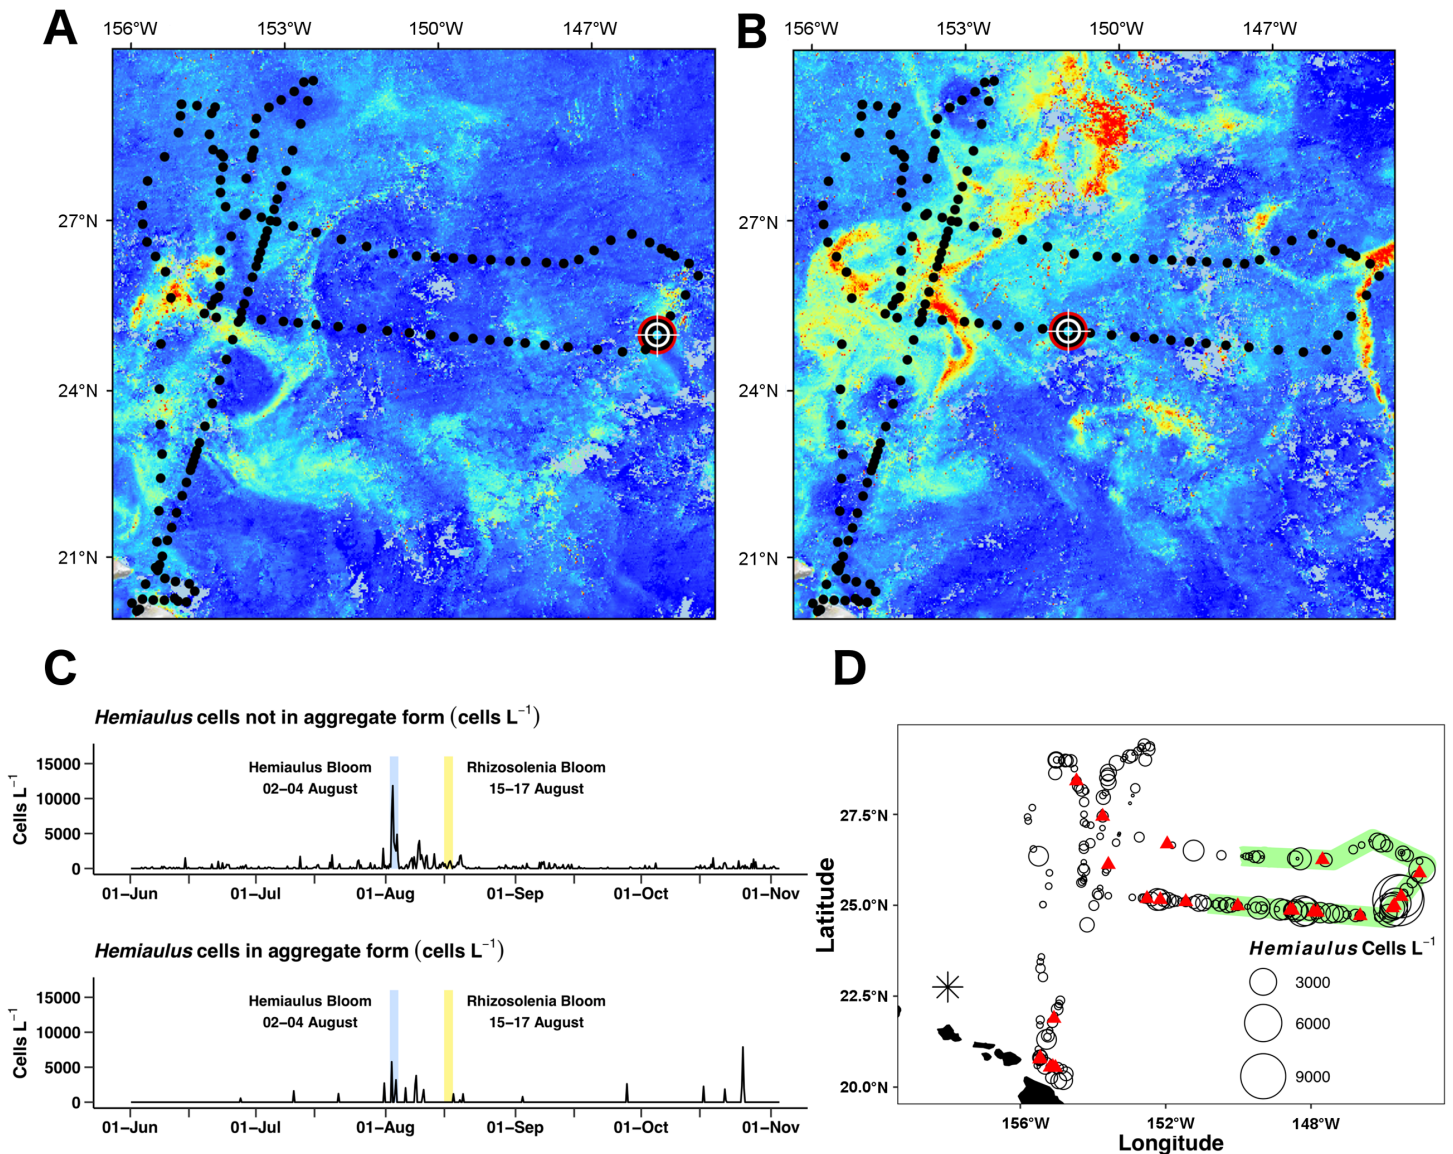 A
156°W 153°W 150°W 147°W
27°N
24°N
21°N
B
156°W 153°W 150°W 147°W
27°N
24°N
21°N
C
Hemiaulus cells not in aggregate form (cells L⁻¹)
Cells L⁻¹
15000
10000
5000
0
Hemiaulus Bloom
02–04 August
Rhizosolenia Bloom
15–17 August
01–Jun 01–Jul 01–Aug 01–Sep 01–Oct 01–Nov
Hemiaulus cells in aggregate form (cells L⁻¹)
Cells L⁻¹
15000
10000
5000
0
Hemiaulus Bloom
02–04 August
Rhizosolenia Bloom
15–17 August
01–Jun 01–Jul 01–Aug 01–Sep 01–Oct 01–Nov
D
Latitude
27.5°N
25.0°N
22.5°N
20.0°N
Hemiaulus Cells L⁻¹
3000
6000
9000
156°W 152°W 148°W
Longitude